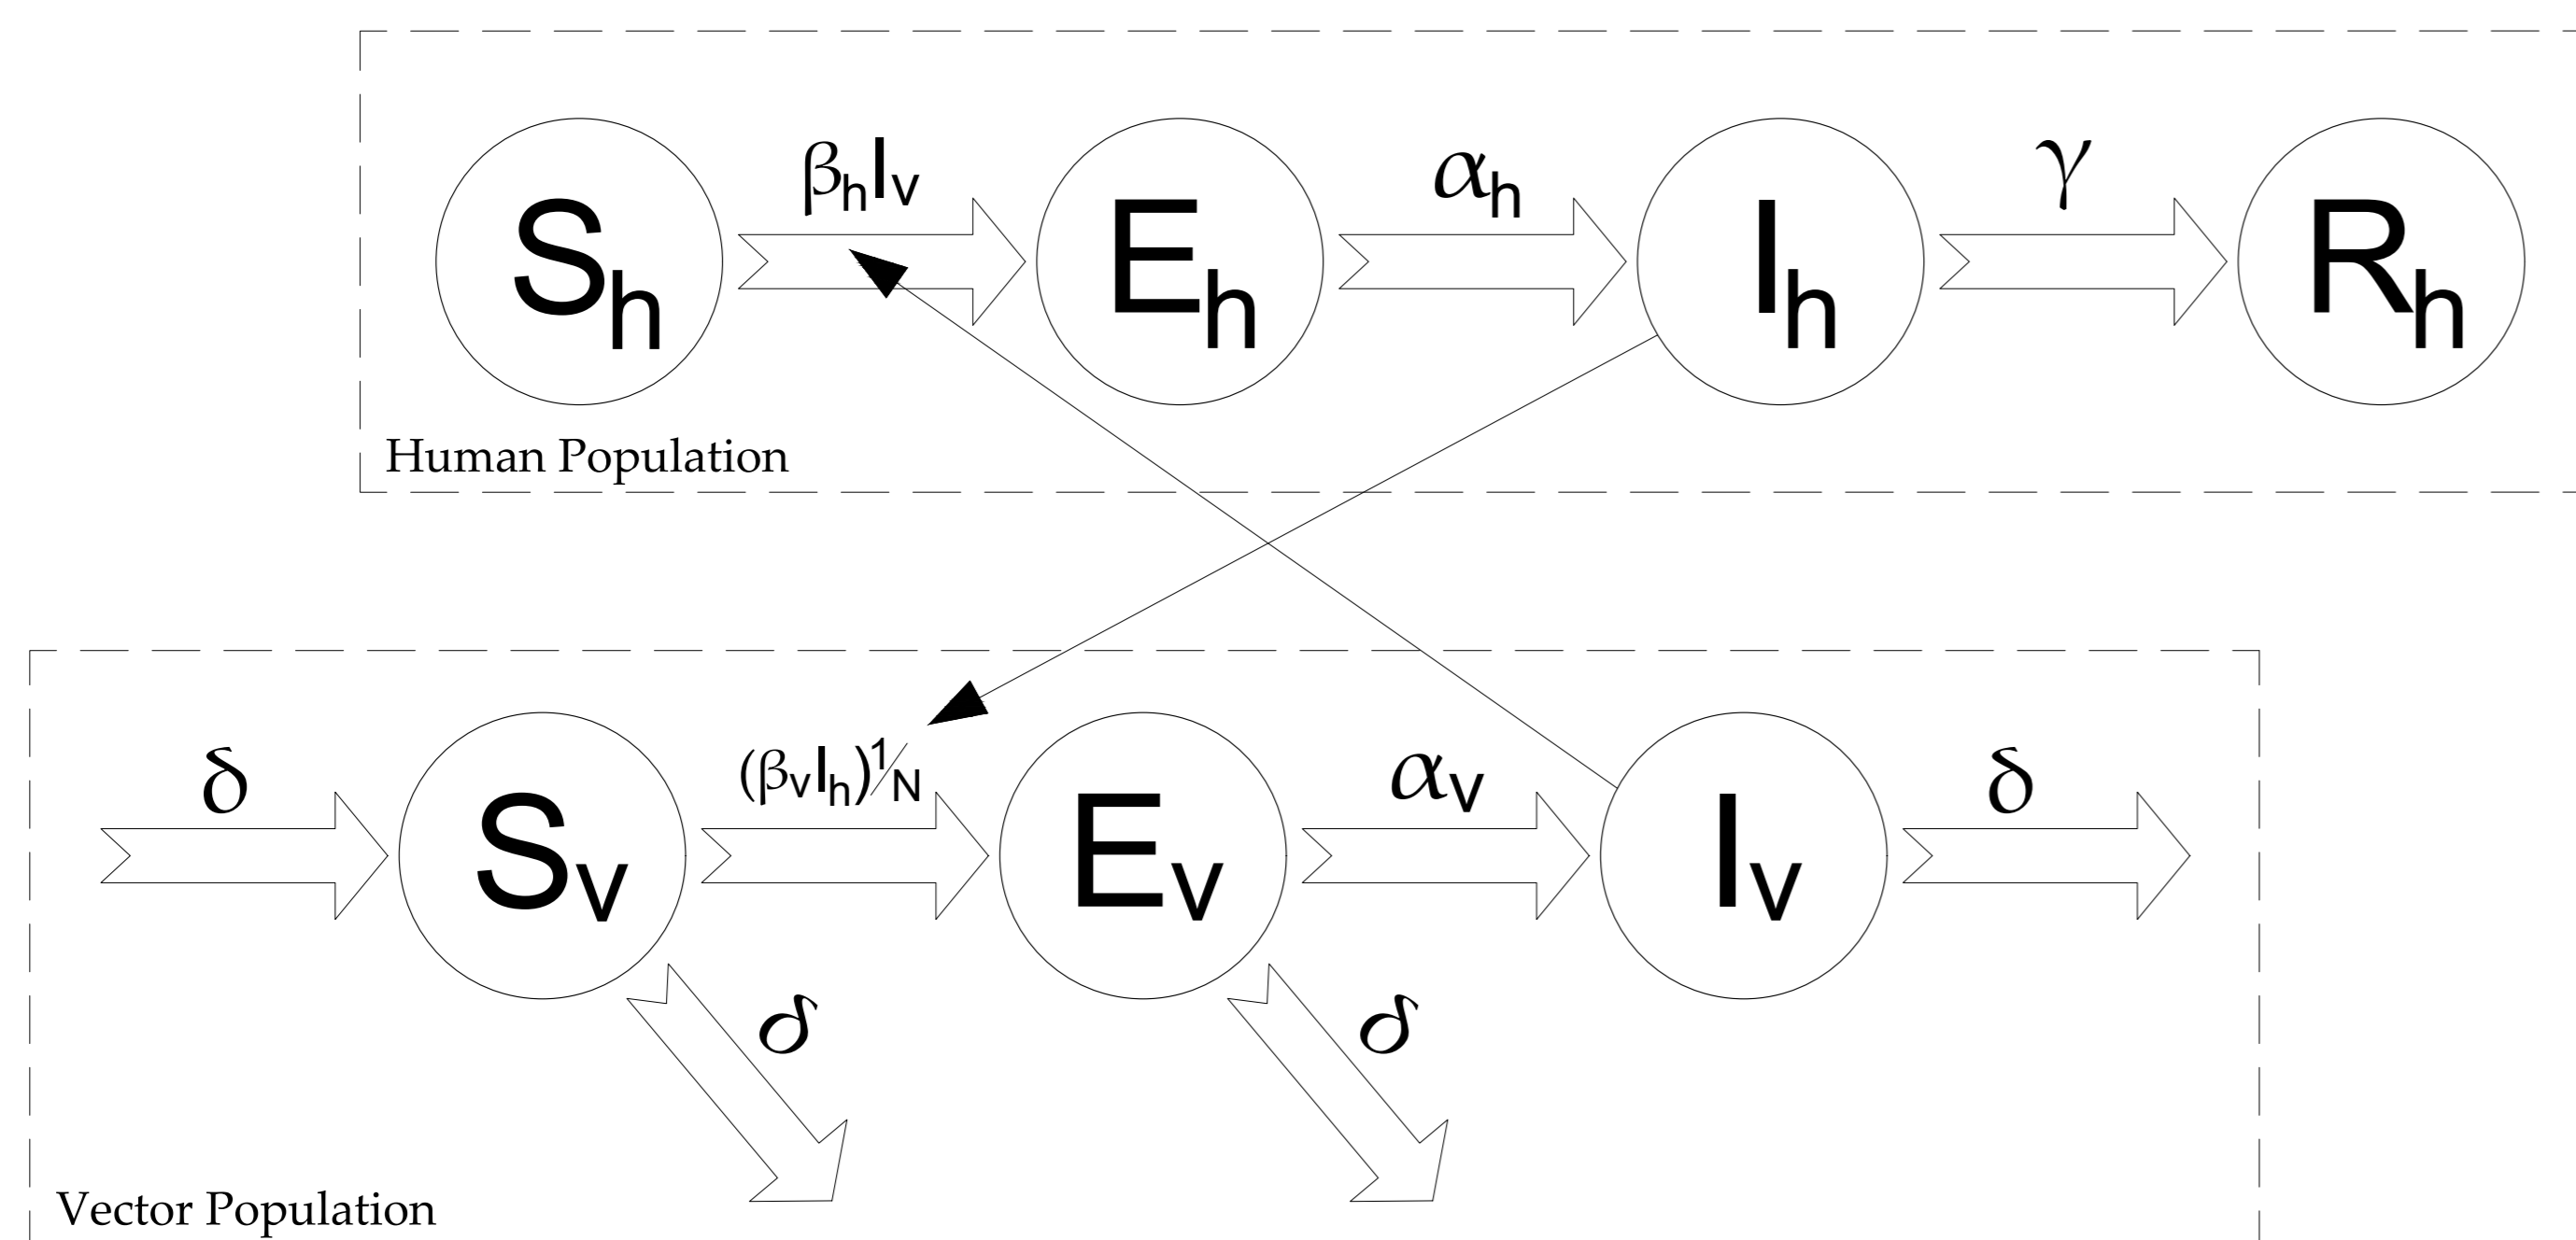 βhIv αh γ
Sh Eh Ih Rh
Human Population
δ (βvIh)1/N αv δ
Sv Ev Iv
δ δ
Vector Population